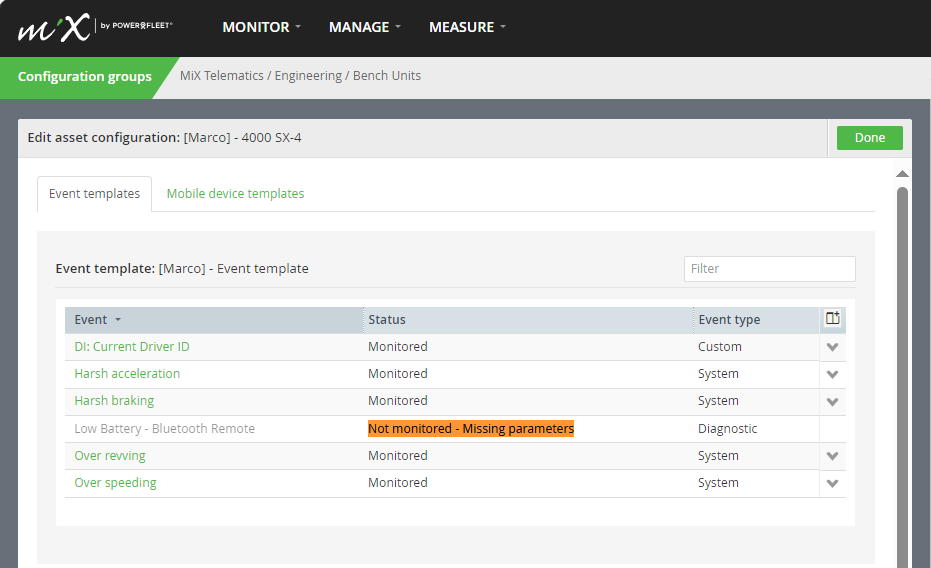 mıX by POWERFLEET MONITOR MANAGE MEASURE
Configuration groups MiX Telematics / Engineering / Bench Units
Edit asset configuration: [Marco] - 4000 SX-4 Done
Event templates Mobile device templates
Event template: [Marco] - Event template Filter
Event Status Event type
DI: Current Driver ID Monitored Custom
Harsh acceleration Monitored System
Harsh braking Monitored System
Low Battery - Bluetooth Remote Not monitored - Missing parameters Diagnostic
Over revving Monitored System
Over speeding Monitored System